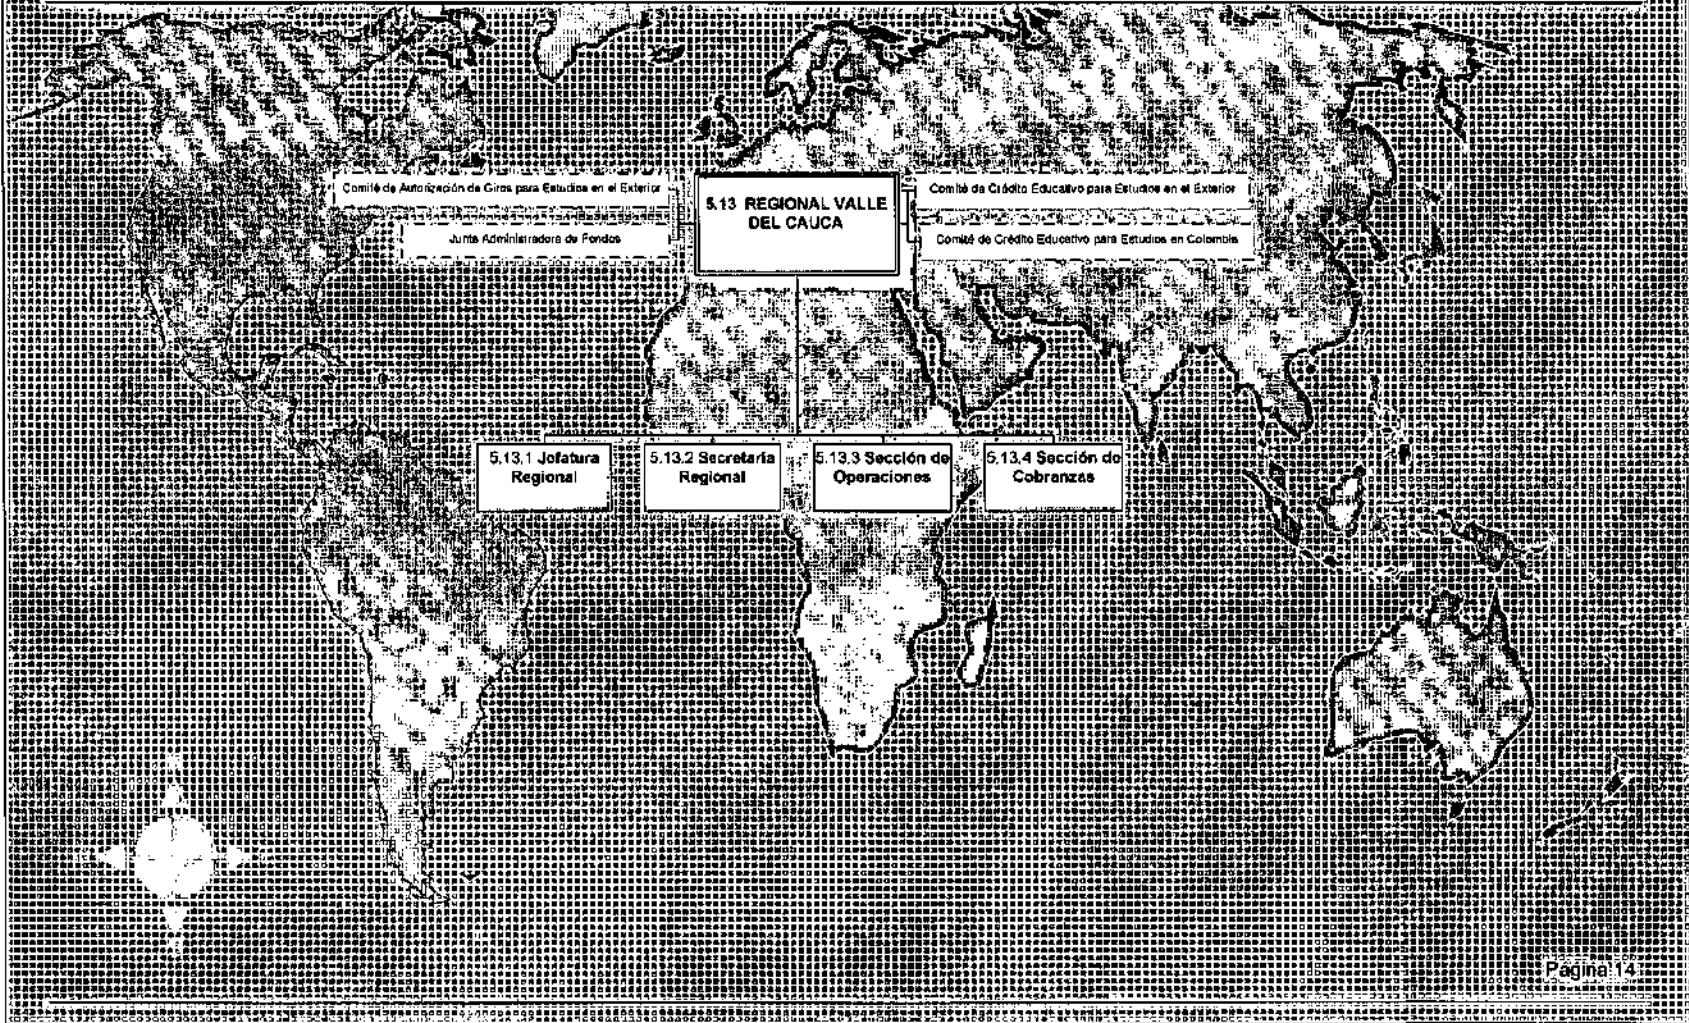 Comité de Autorización de Giros para Estudios en el Exterior
Junta Administradora de Fondos
5.13 REGIONAL VALLE
DEL CAUCA
Comité de Crédito Educativo para Estudios en el Exterior
Comité de Crédito Educativo para Estudios en Colombia
5.13.1 Jefatura
Regional
5.13.2 Secretaría
Regional
5.13.3 Sección de
Operaciones
5.13.4 Sección de
Cobranzas
Página 14